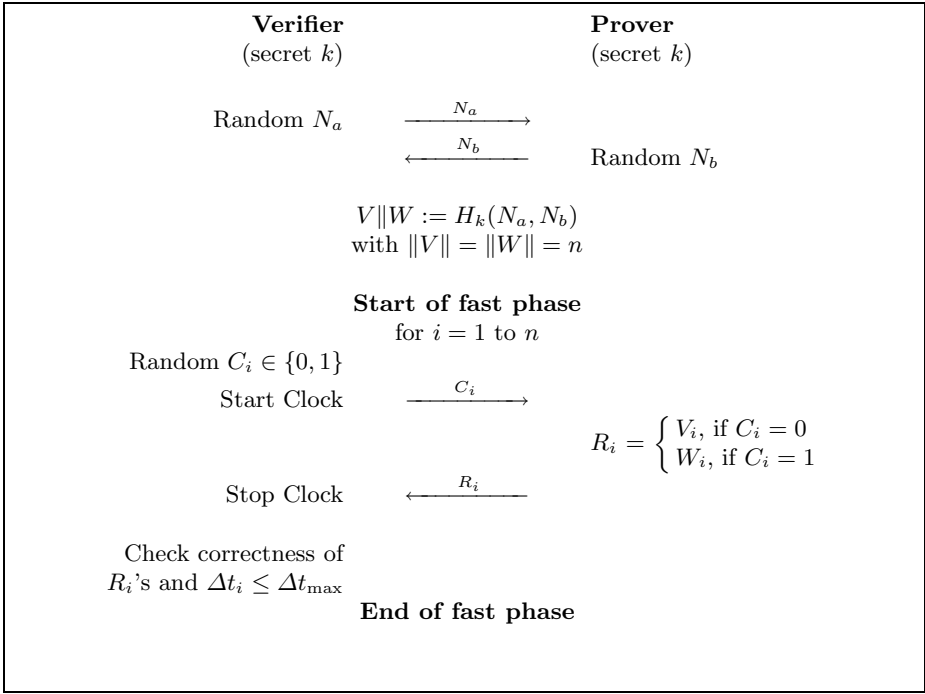 Verifier Prover
(secret k) (secret k)
Random N_a N_a
N_b Random N_b
V‖W := H_k(N_a, N_b)
with ‖V‖ = ‖W‖ = n
Start of fast phase
for i = 1 to n
Random C_i ∈ {0, 1}
Start Clock C_i
R_i = { V_i, if C_i = 0
W_i, if C_i = 1
Stop Clock R_i
Check correctness of
R_i's and Δt_i ≤ Δt_max
End of fast phase